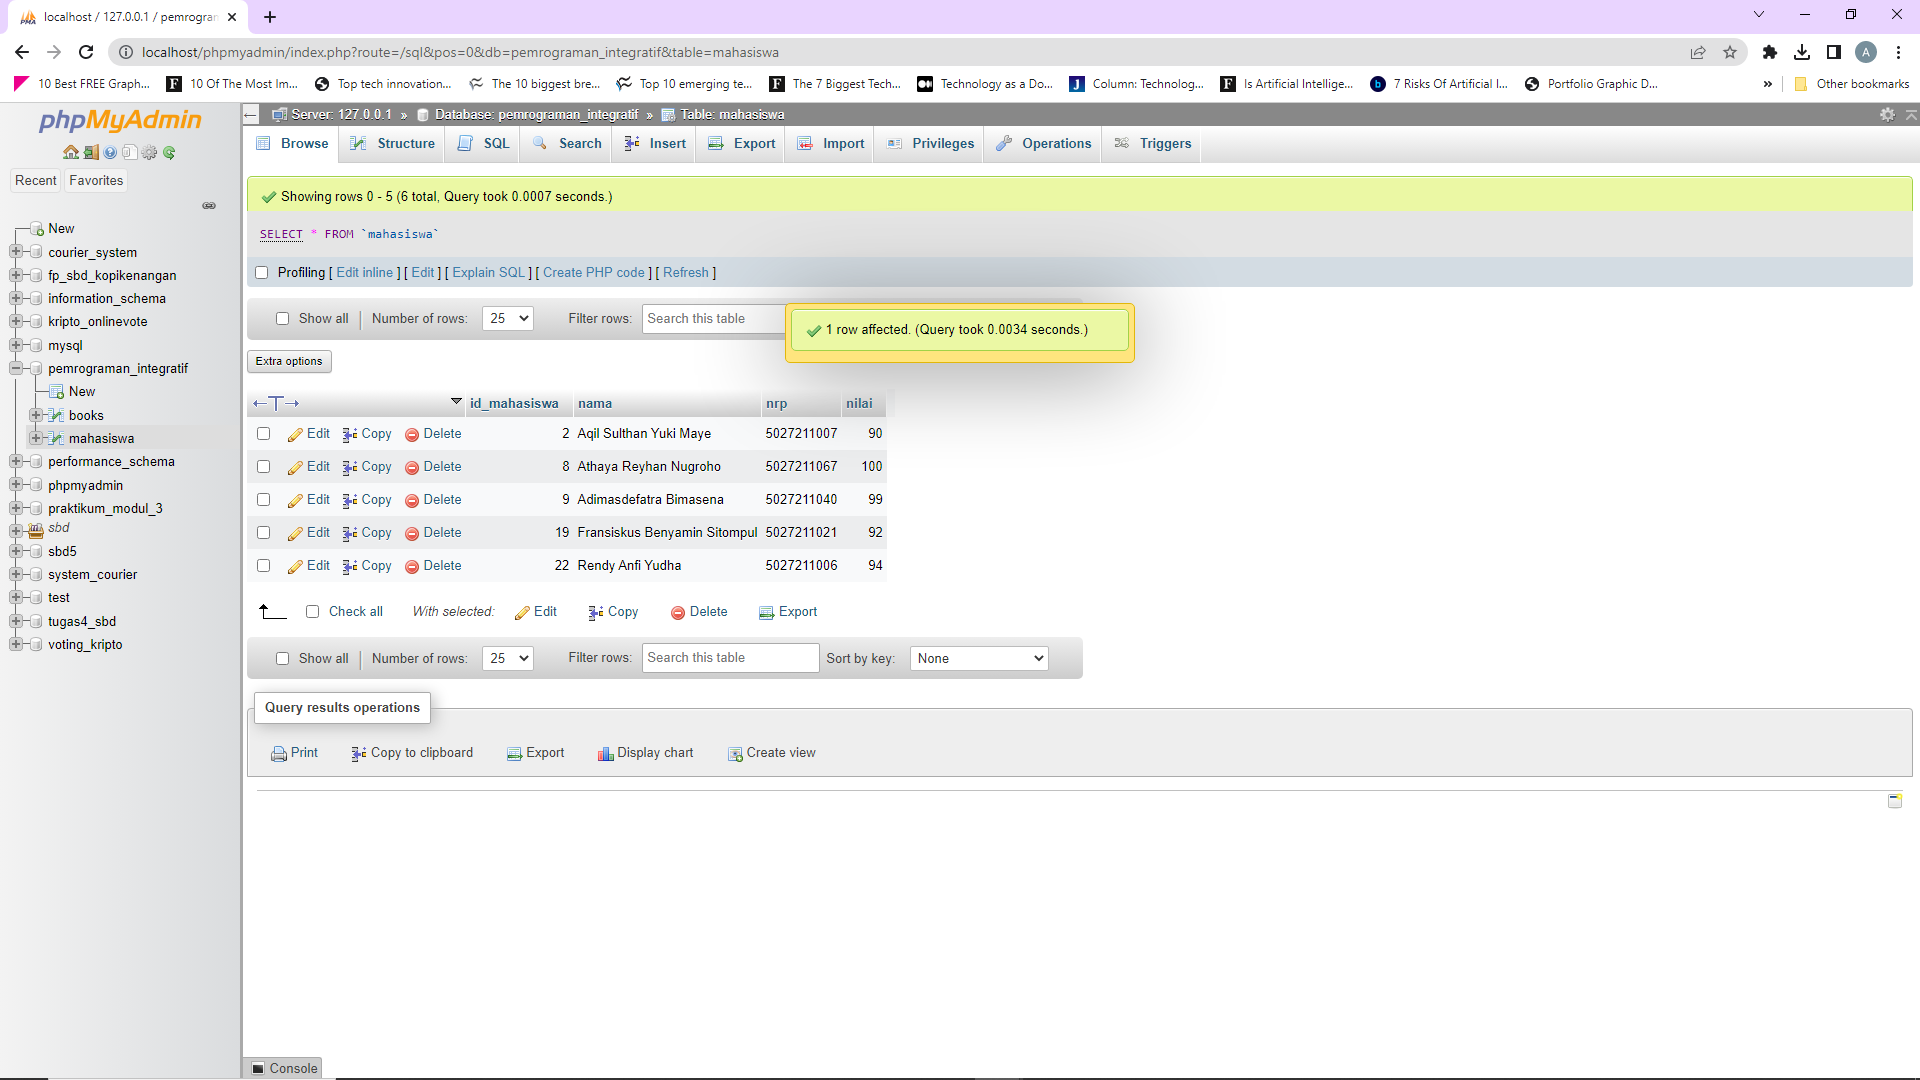 localhost / 127.0.0.1 / pemrogran
localhost/phpmyadmin/index.php?route=/sql&pos=0&db=pemrograman_integratif&table=mahasiswa
A
10 Best FREE Graph... 10 Of The Most Im... Top tech innovation... The 10 biggest bre... Top 10 emerging te... The 7 Biggest Tech... Technology as a Do... Column: Technolog... Is Artificial Intellige... 7 Risks Of Artificial I... Portfolio Graphic D... » Other bookmarks
phpMyAdmin
Recent Favorites
New
courier_system
fp_sbd_kopikenangan
information_schema
kripto_onlinevote
mysql
pemrograman_integratif
New
books
mahasiswa
performance_schema
phpmyadmin
praktikum_modul_3
sbd
sbd5
system_courier
test
tugas4_sbd
voting_kripto
Server: 127.0.0.1 » Database: pemrograman_integratif » Table: mahasiswa
Browse Structure SQL Search Insert Export Import Privileges Operations Triggers
Showing rows 0 - 5 (6 total, Query took 0.0007 seconds.)
SELECT * FROM `mahasiswa`
Profiling [ Edit inline ] [ Edit ] [ Explain SQL ] [ Create PHP code ] [ Refresh ]
Show all Number of rows: 25 Filter rows: Search this table
1 row affected. (Query took 0.0034 seconds.)
Extra options
id_mahasiswa nama nrp nilai
Edit Copy Delete 2 Aqil Sulthan Yuki Maye 5027211007 90
Edit Copy Delete 8 Athaya Reyhan Nugroho 5027211067 100
Edit Copy Delete 9 Adimasdefatra Bimasena 5027211040 99
Edit Copy Delete 19 Fransiskus Benyamin Sitompul 5027211021 92
Edit Copy Delete 22 Rendy Anfi Yudha 5027211006 94
Check all With selected: Edit Copy Delete Export
Show all Number of rows: 25 Filter rows: Search this table Sort by key: None
Query results operations
Print Copy to clipboard Export Display chart Create view
Console